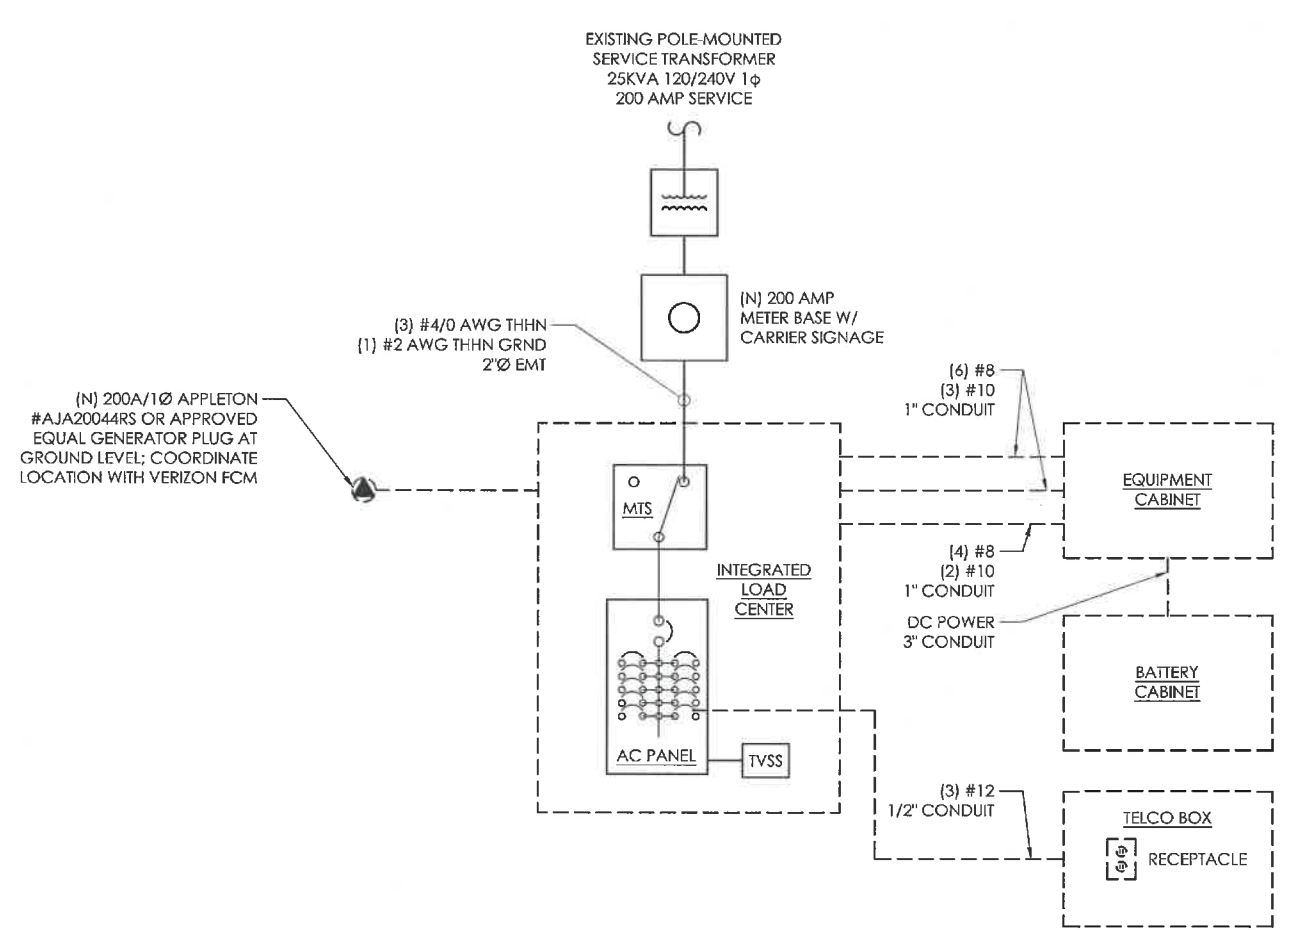 EXISTING POLE-MOUNTED
SERVICE TRANSFORMER
25KVA 120/240V 1ϕ
200 AMP SERVICE
(N) 200 AMP
METER BASE W/
CARRIER SIGNAGE
(3) #4/0 AWG THHN
(1) #2 AWG THHN GRND
2"Ø EMT
(N) 200A/1Ø APPLETON
#AJA20044RS OR APPROVED
EQUAL GENERATOR PLUG AT
GROUND LEVEL; COORDINATE
LOCATION WITH VERIZON FCM
(6) #8
(3) #10
1" CONDUIT
EQUIPMENT
CABINET
MTS
INTEGRATED
LOAD
CENTER
(4) #8
(2) #10
1" CONDUIT
DC POWER
3" CONDUIT
BATTERY
CABINET
AC PANEL
TVSS
(3) #12
1/2" CONDUIT
TELCO BOX
RECEPTACLE